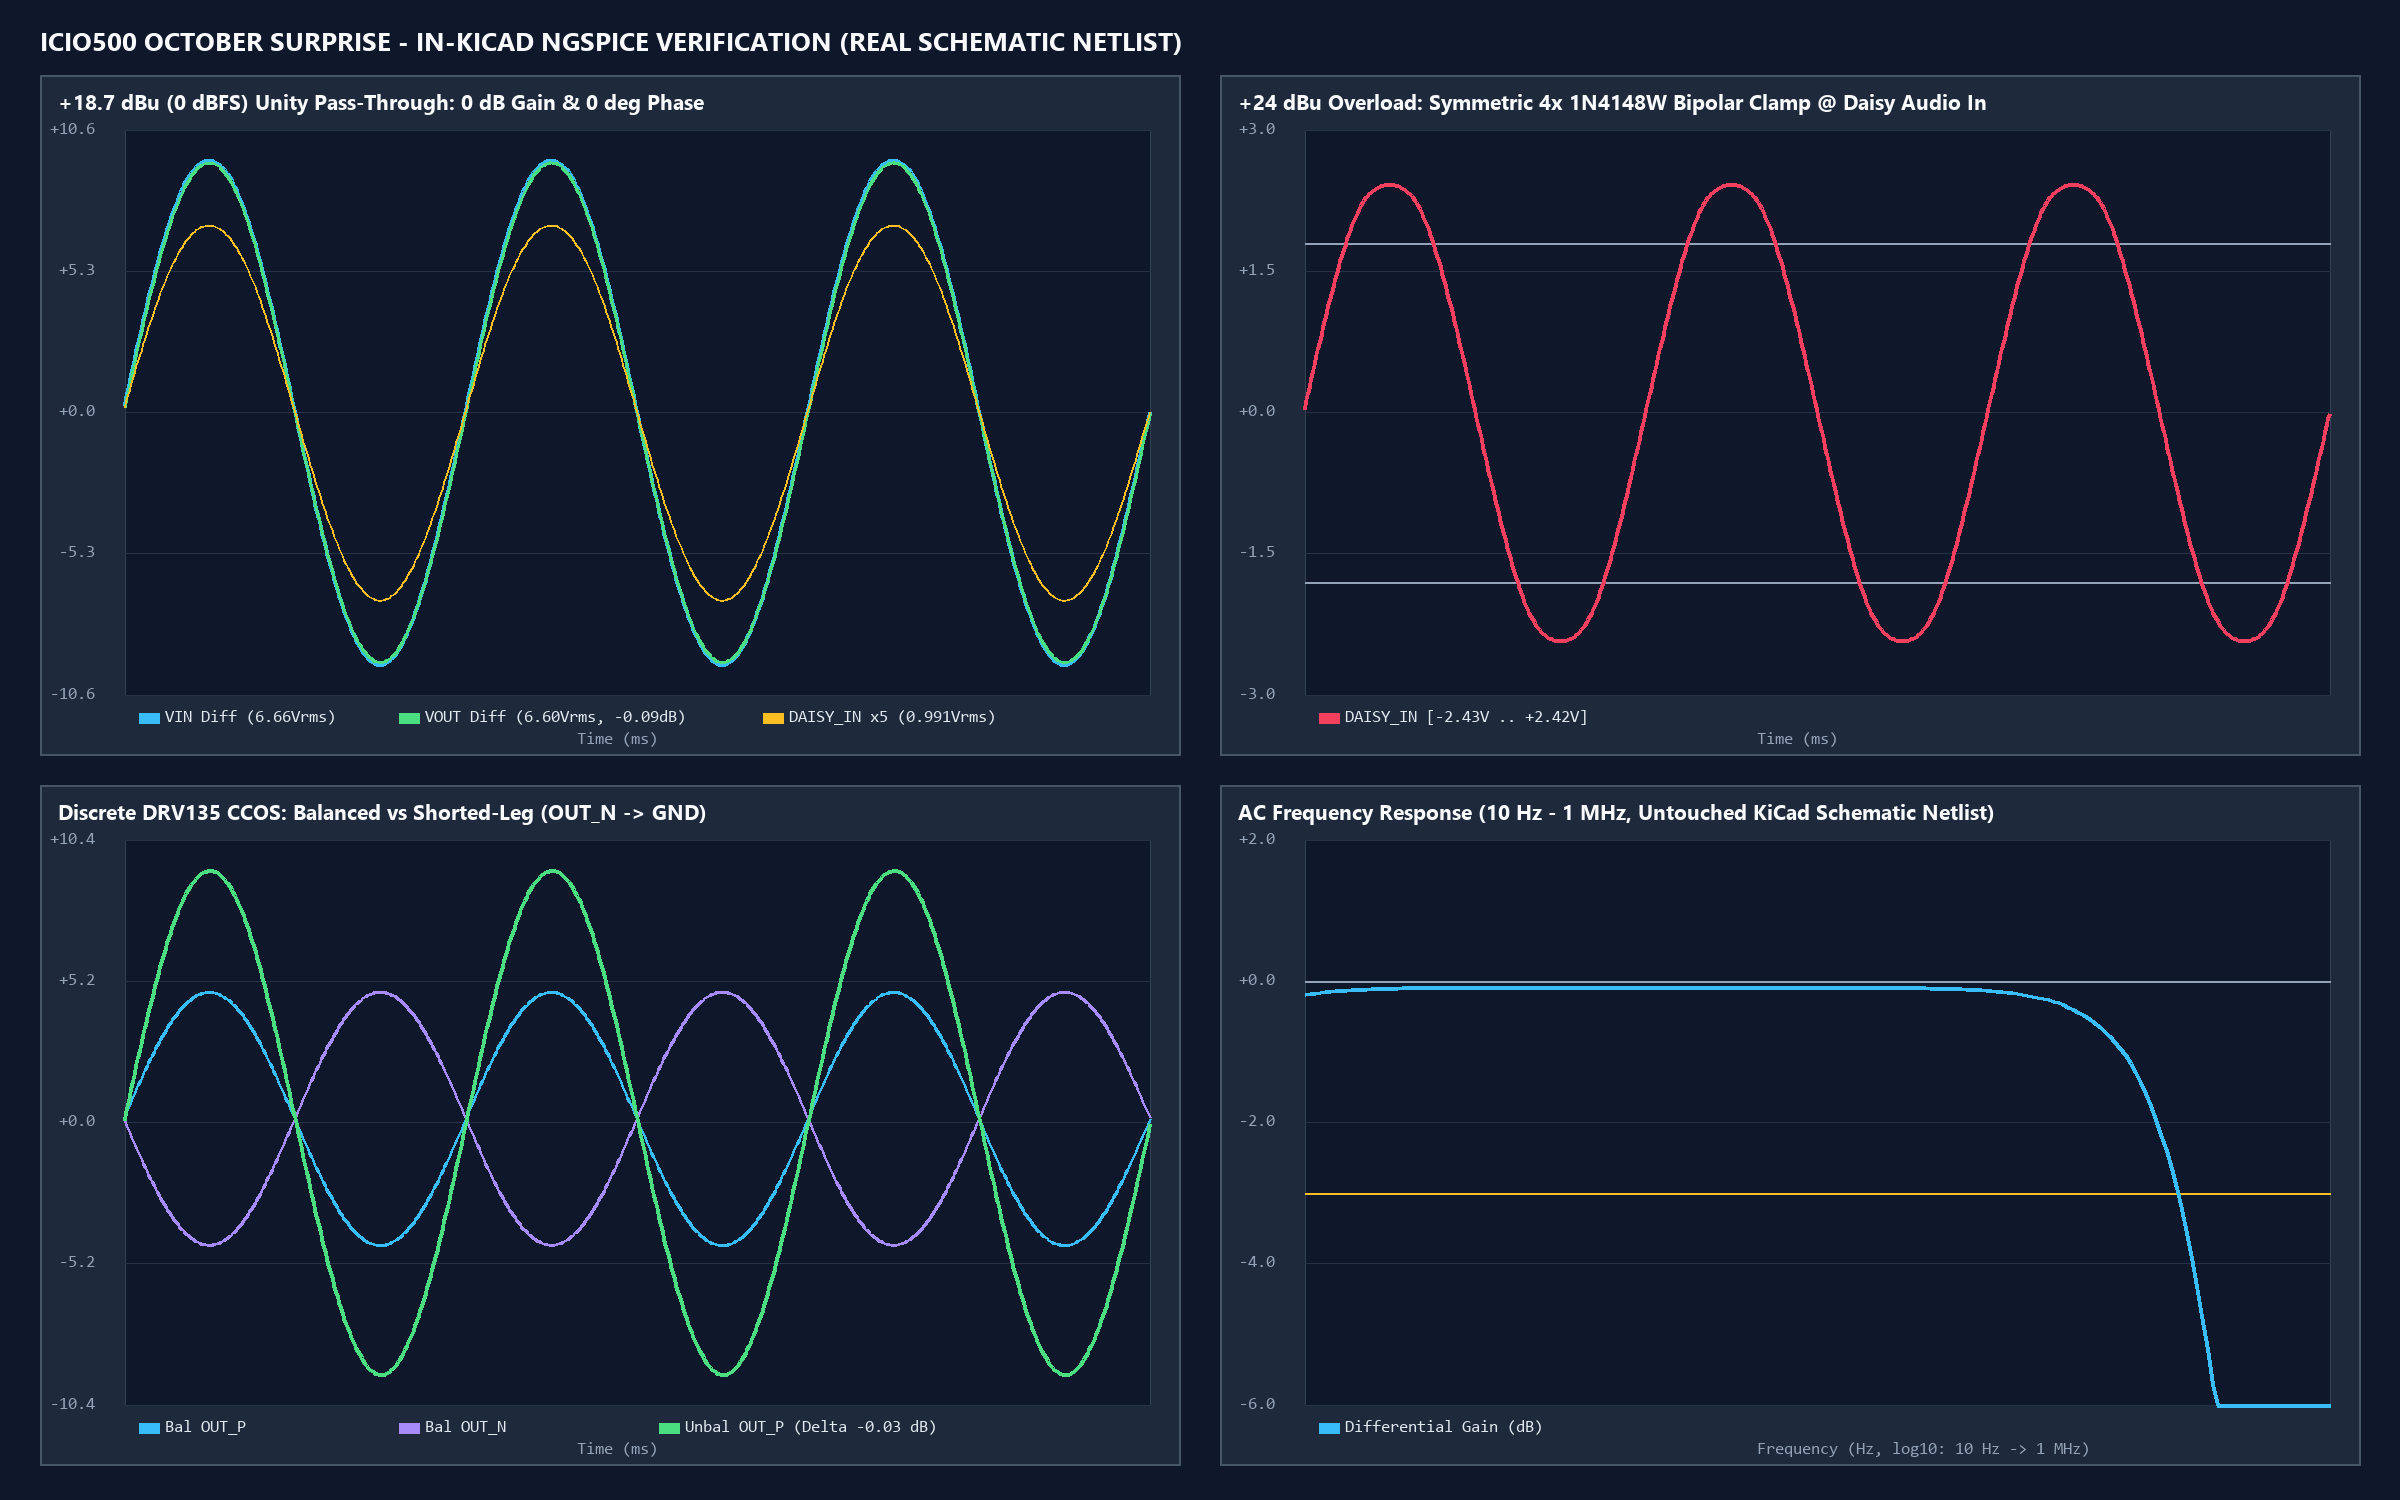 ICIO500 OCTOBER SURPRISE - IN-KICAD NGSPICE VERIFICATION (REAL SCHEMATIC NETLIST)
+18.7 dBu (0 dBFS) Unity Pass-Through: 0 dB Gain & 0 deg Phase
+10.6
+5.3
+0.0
-5.3
-10.6
VIN Diff (6.66Vrms)
VOUT Diff (6.60Vrms, -0.09dB)
DAISY_IN x5 (0.991Vrms)
Time (ms)
+24 dBu Overload: Symmetric 4x 1N4148W Bipolar Clamp @ Daisy Audio In
+3.0
+1.5
+0.0
-1.5
-3.0
DAISY_IN [-2.43V .. +2.42V]
Time (ms)
Discrete DRV135 CCOS: Balanced vs Shorted-Leg (OUT_N -> GND)
+10.4
+5.2
+0.0
-5.2
-10.4
Bal OUT_P
Bal OUT_N
Unbal OUT_P (Delta -0.03 dB)
Time (ms)
AC Frequency Response (10 Hz - 1 MHz, Untouched KiCad Schematic Netlist)
+2.0
+0.0
-2.0
-4.0
-6.0
Differential Gain (dB)
Frequency (Hz, log10: 10 Hz -> 1 MHz)